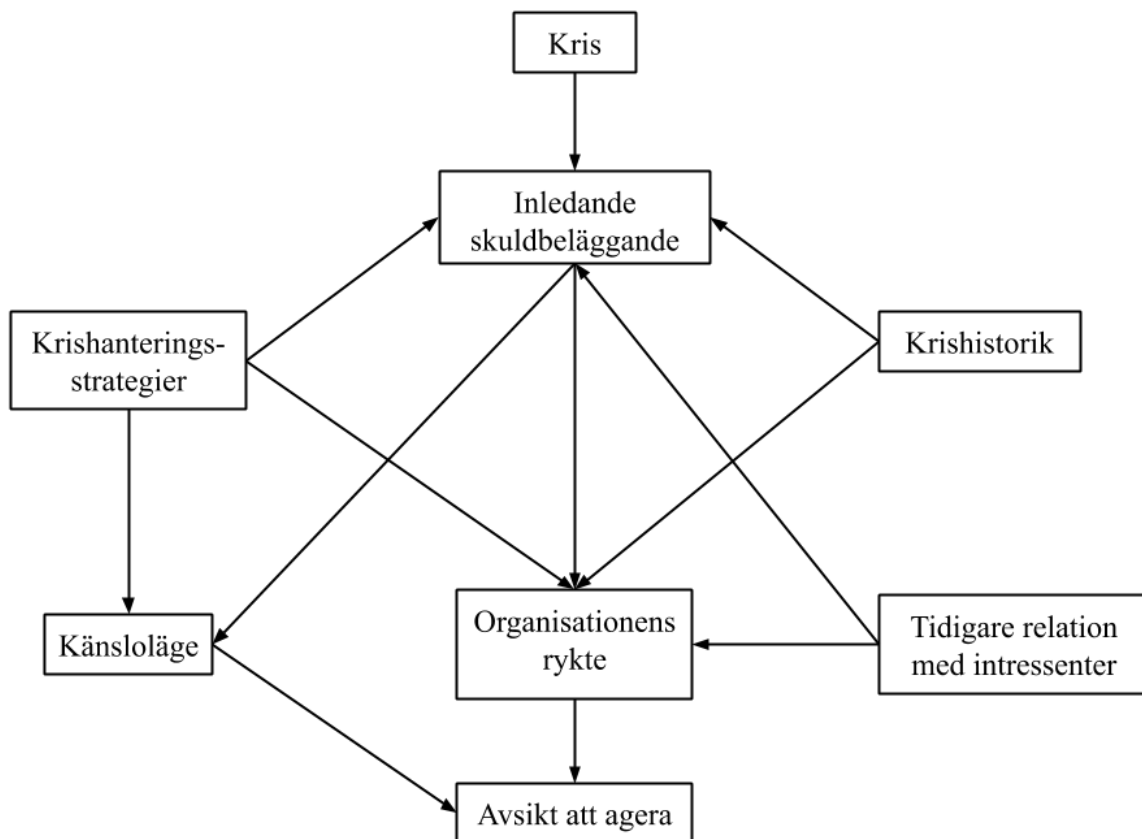 Kris
Inledande
skuldbeläggande
Krishanterings-
strategier
Krishistorik
Känsloläge
Organisationens
rykte
Tidigare relation
med intressenter
Avsikt att agera